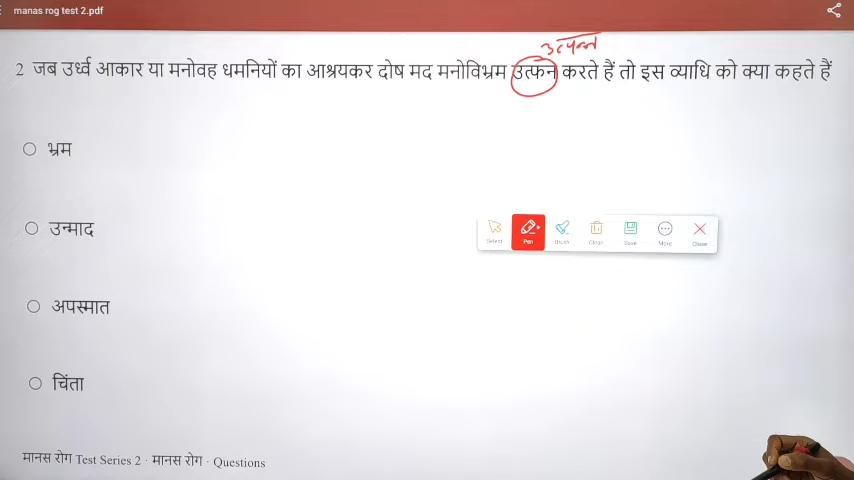 manas rog test 2.pdf
उत्पन्न
2 जब उर्ध्व आकार या मनोवह धमनियों का आश्रयकर दोष मद मनोविभ्रम उत्फन करते हैं तो इस व्याधि को क्या कहते हैं
भ्रम
उन्माद
Select Pen Brush Clean Save More Close
अपस्मात
चिंता
मानस रोग Test Series 2 · मानस रोग · Questions